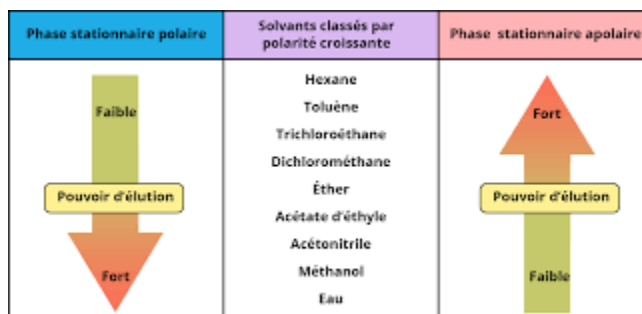 Phase stationnaire polaire
Solvants classés par
polarité croissante
Phase stationnaire apolaire
Faible
Pouvoir d'élution
Fort
Hexane
Toluène
Trichloroéthane
Dichlorométhane
Éther
Acétate d'éthyle
Acétonitrile
Méthanol
Eau
Fort
Pouvoir d'élution
Faible